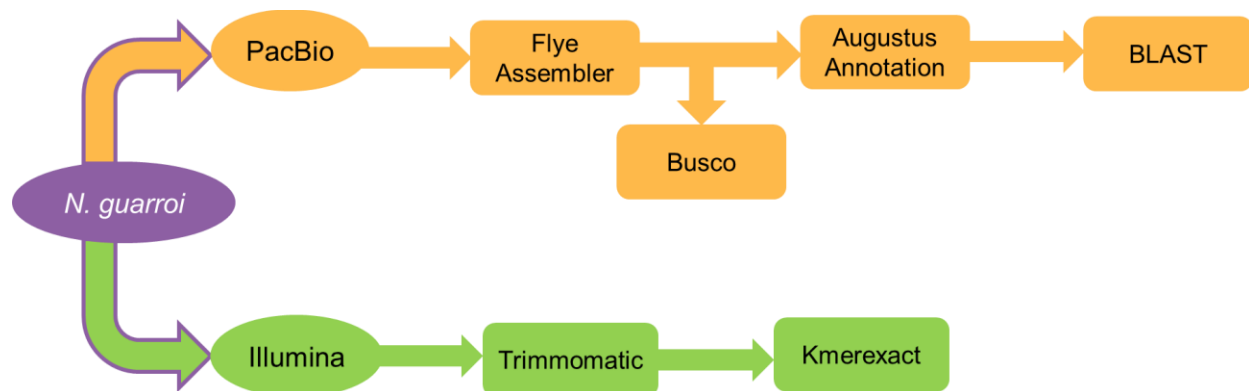 PacBio
Flye
Assembler
Augustus
Annotation
BLAST
Busco
N. guarroi
Illumina
Trimmomatic
Kmerexact